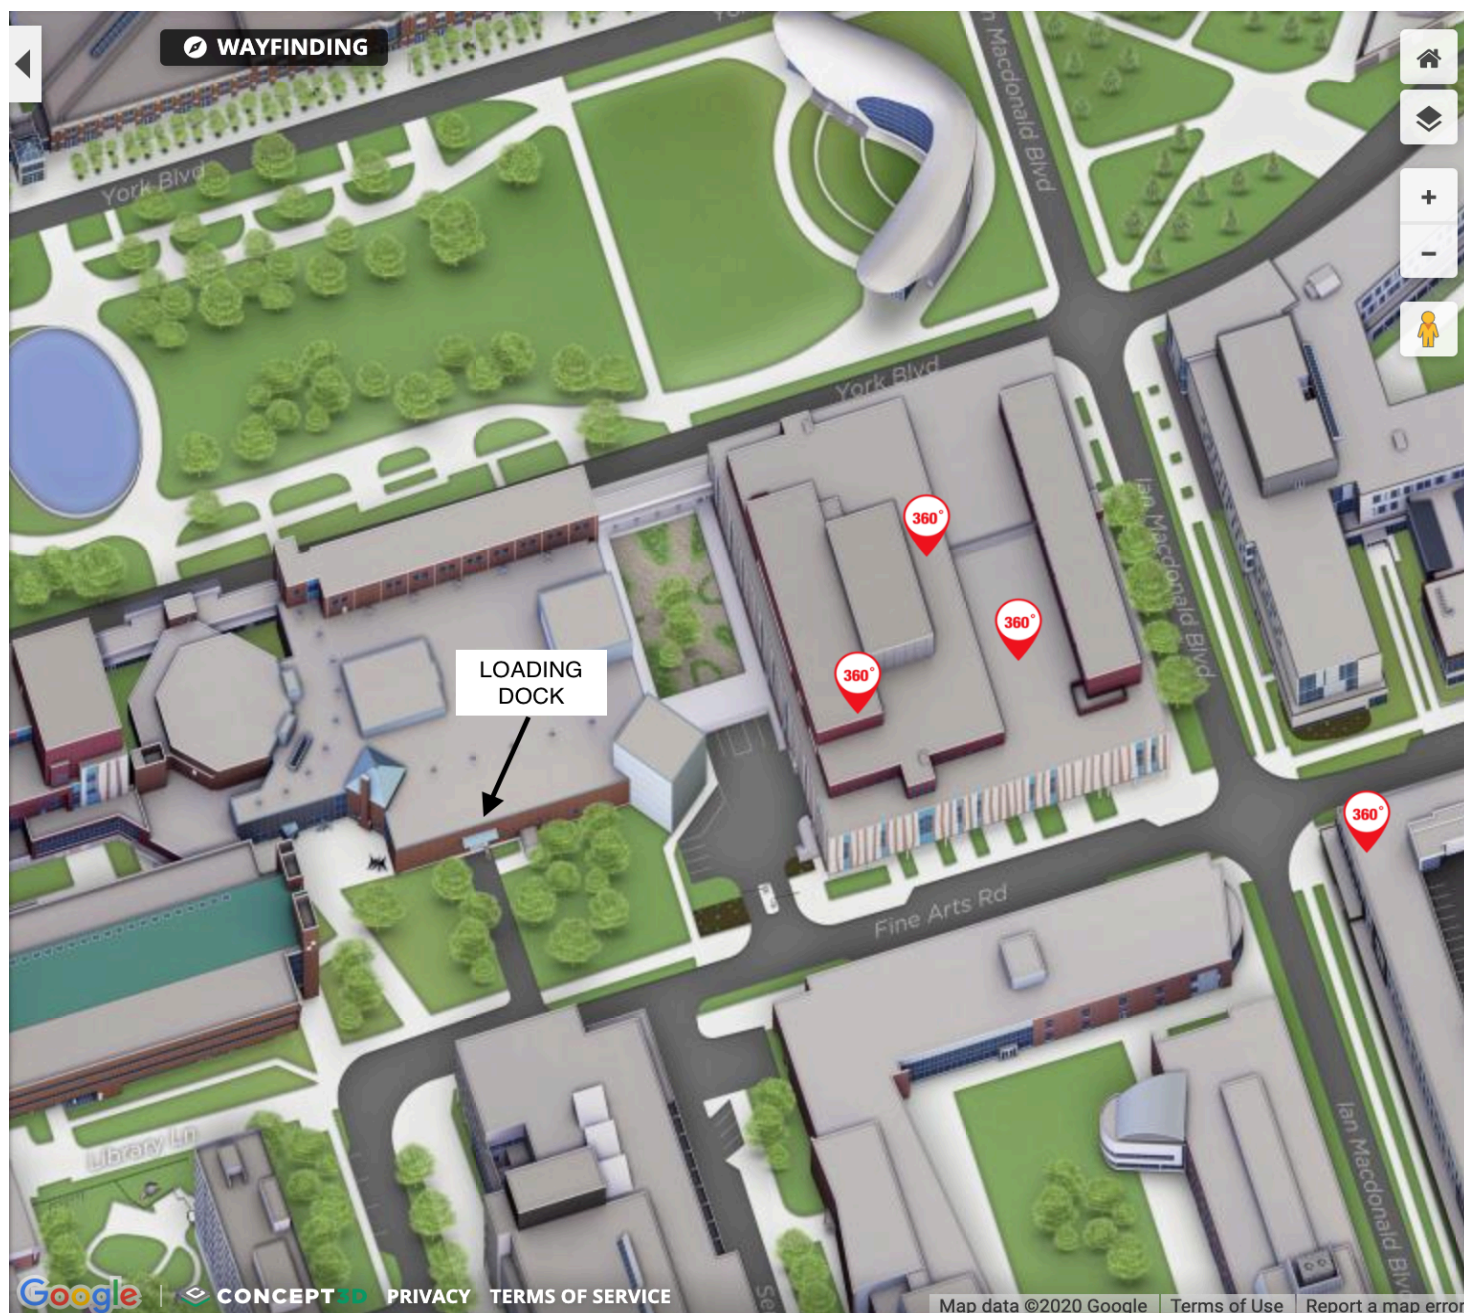 WAYFINDING
Yor
n Macdonald Blvd
York Blvd
York Blvd
Ian Macdonald Blvd
360°
360°
LOADING
DOCK
360°
360°
Fine Arts Rd
Ian Macdonald Blvd
Library Ln
Se
Google
CONCEPT3D
PRIVACY
TERMS OF SERVICE
Map data ©2020 Google
Terms of Use
Report a map error